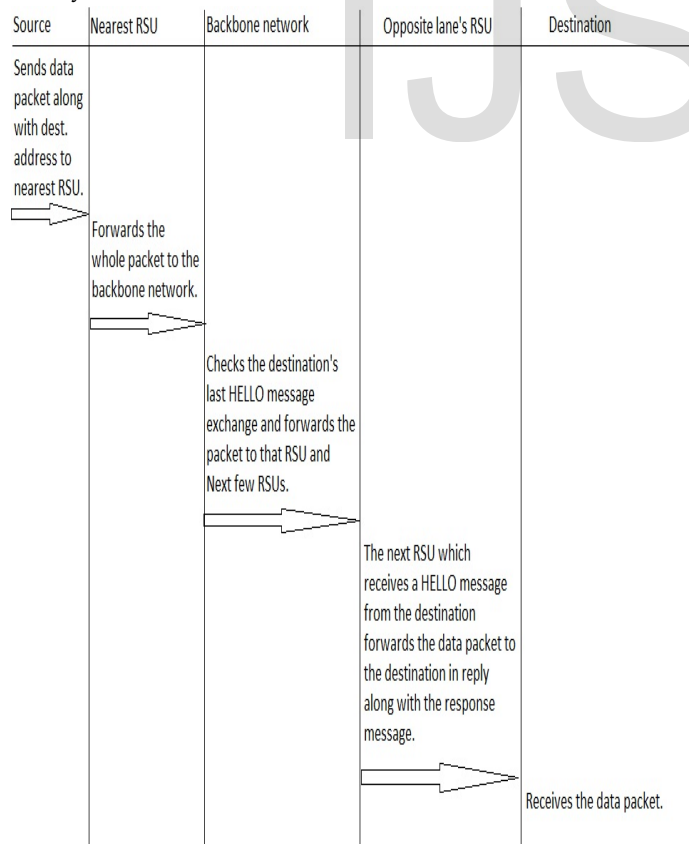 Source Nearest RSU Backbone network Opposite lane's RSU Destination
Sends data
packet along
with dest.
address to
nearest RSU.
Forwards the
whole packet to the
backbone network.
Checks the destination's
last HELLO message
exchange and forwards the
packet to that RSU and
Next few RSUs.
The next RSU which
receives a HELLO message
from the destination
forwards the data packet to
the destination in reply
along with the response
message.
Receives the data packet.